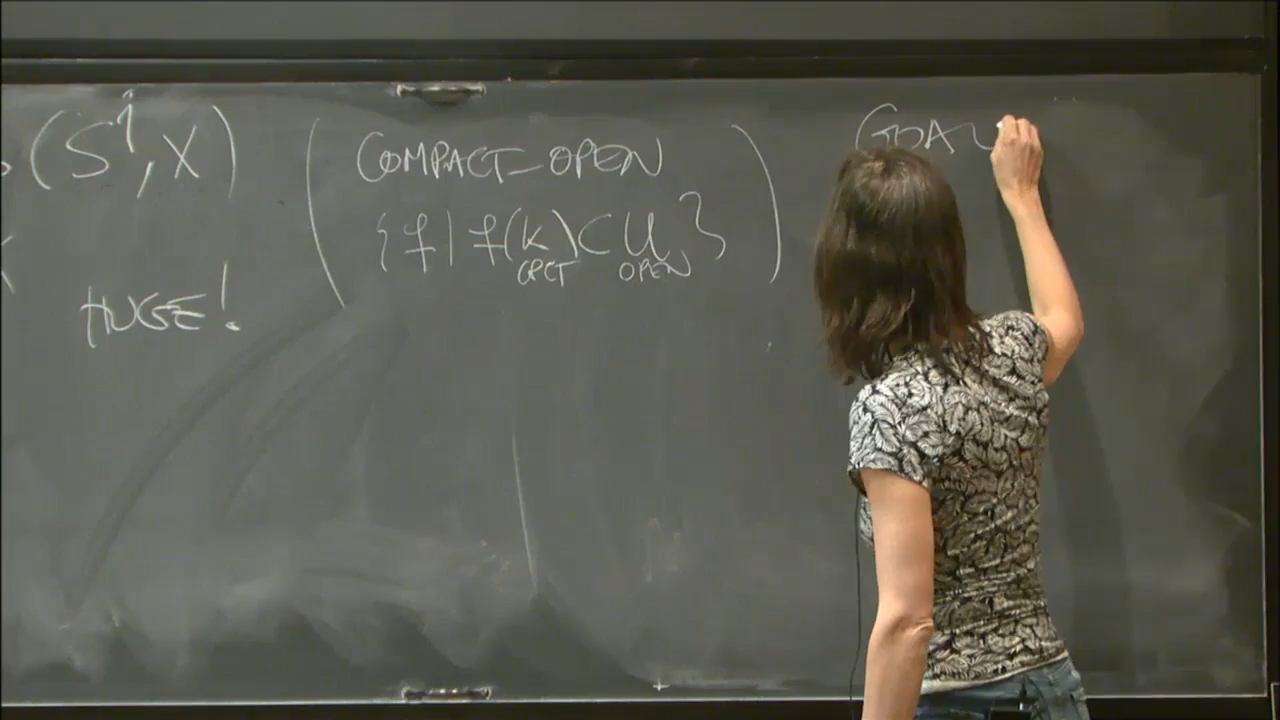 (S¹, X)
HUGE!
(COMPACT-OPEN
{f | f(K) ⊂ U})
CPCT OPEN
GOAL